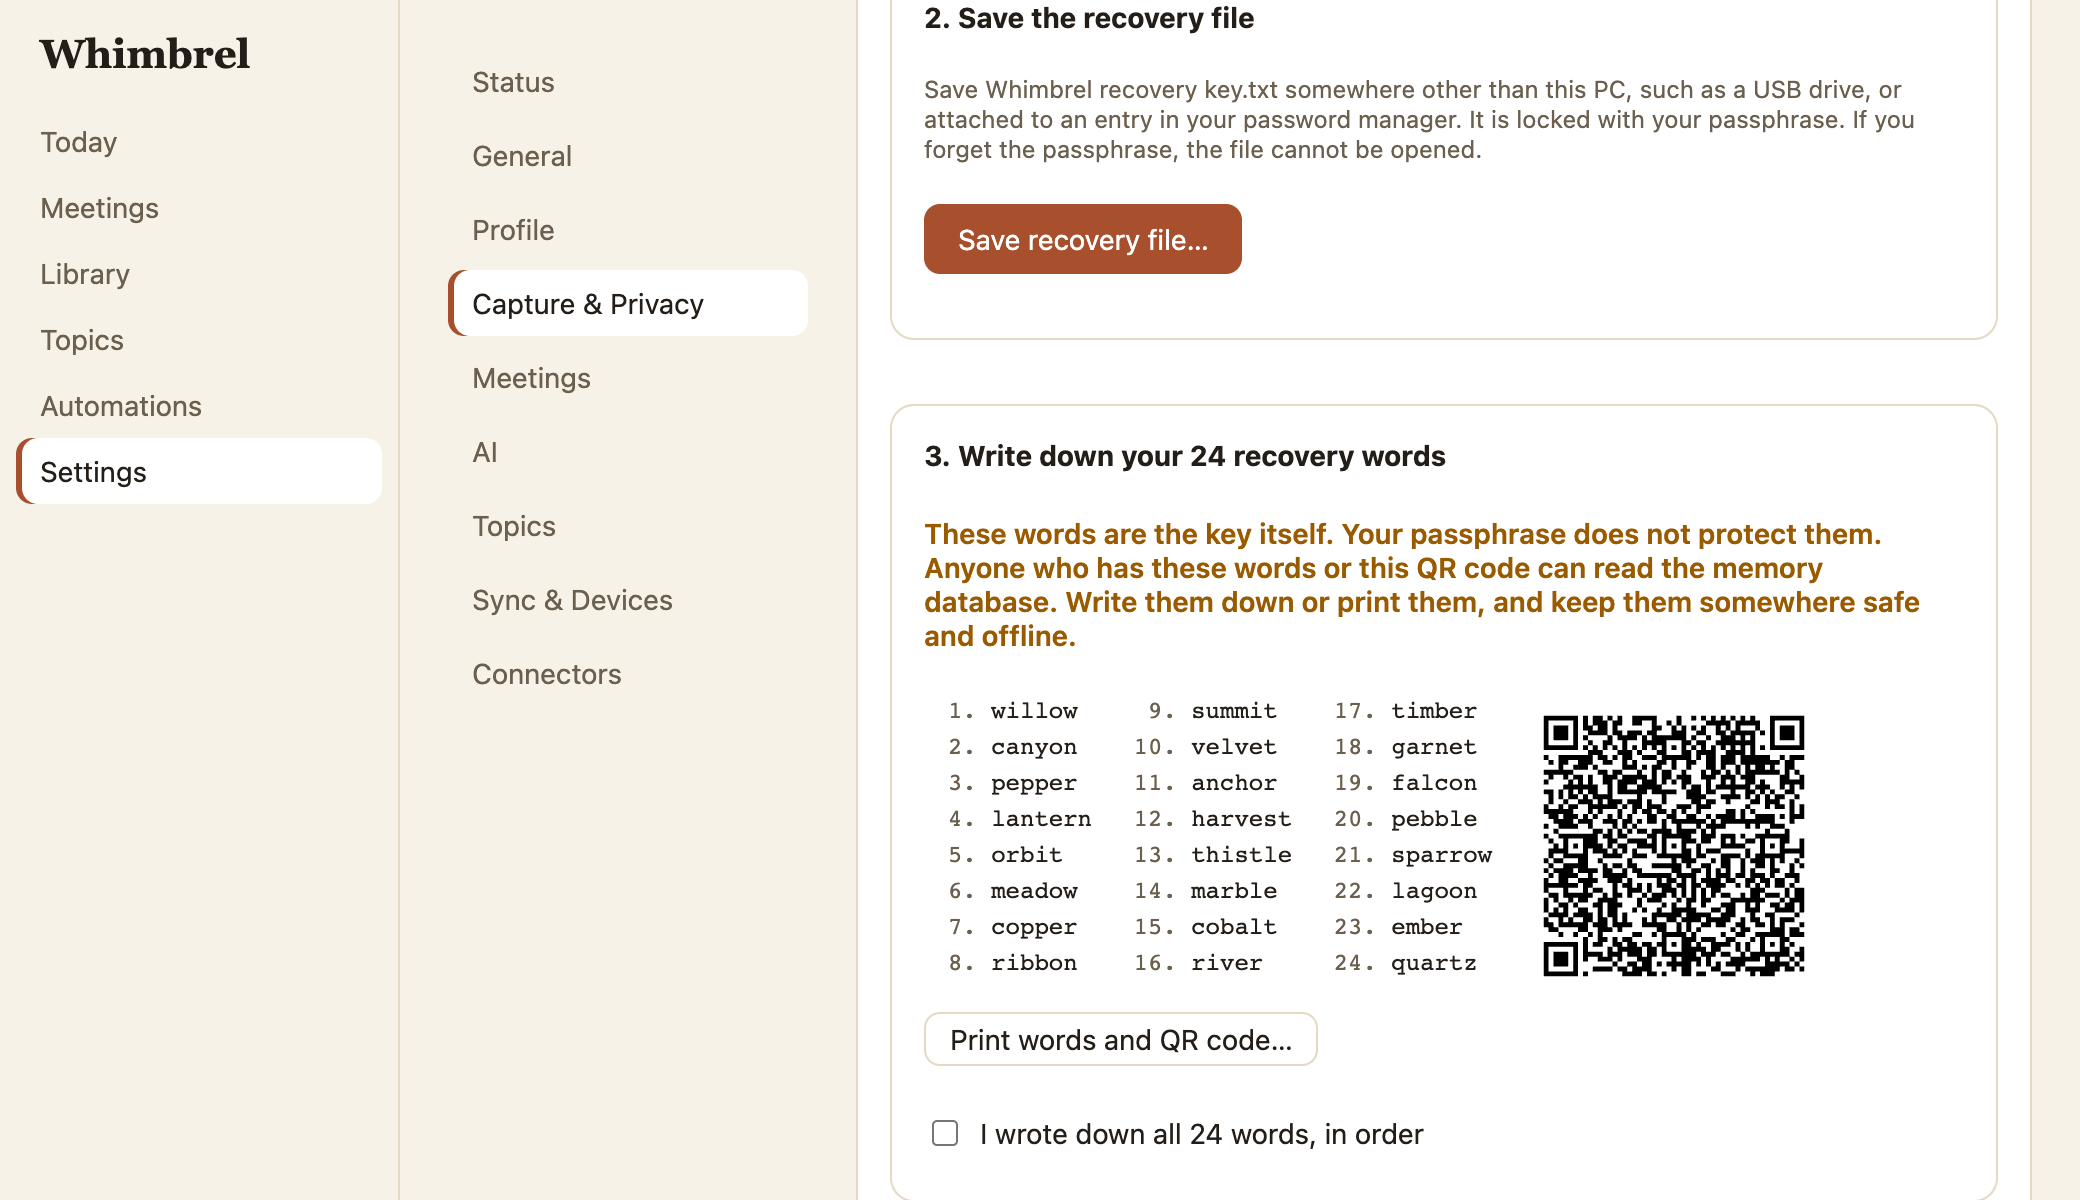 Whimbrel
Today
Meetings
Library
Topics
Automations
Settings
Status
General
Profile
Capture & Privacy
Meetings
AI
Topics
Sync & Devices
Connectors
2. Save the recovery file
Save Whimbrel recovery key.txt somewhere other than this PC, such as a USB drive, or
attached to an entry in your password manager. It is locked with your passphrase. If you
forget the passphrase, the file cannot be opened.
Save recovery file...
3. Write down your 24 recovery words
These words are the key itself. Your passphrase does not protect them.
Anyone who has these words or this QR code can read the memory
database. Write them down or print them, and keep them somewhere safe
and offline.
1. willow
2. canyon
3. pepper
4. lantern
5. orbit
6. meadow
7. copper
8. ribbon
9. summit
10. velvet
11. anchor
12. harvest
13. thistle
14. marble
15. cobalt
16. river
17. timber
18. garnet
19. falcon
20. pebble
21. sparrow
22. lagoon
23. ember
24. quartz
Print words and QR code...
I wrote down all 24 words, in order